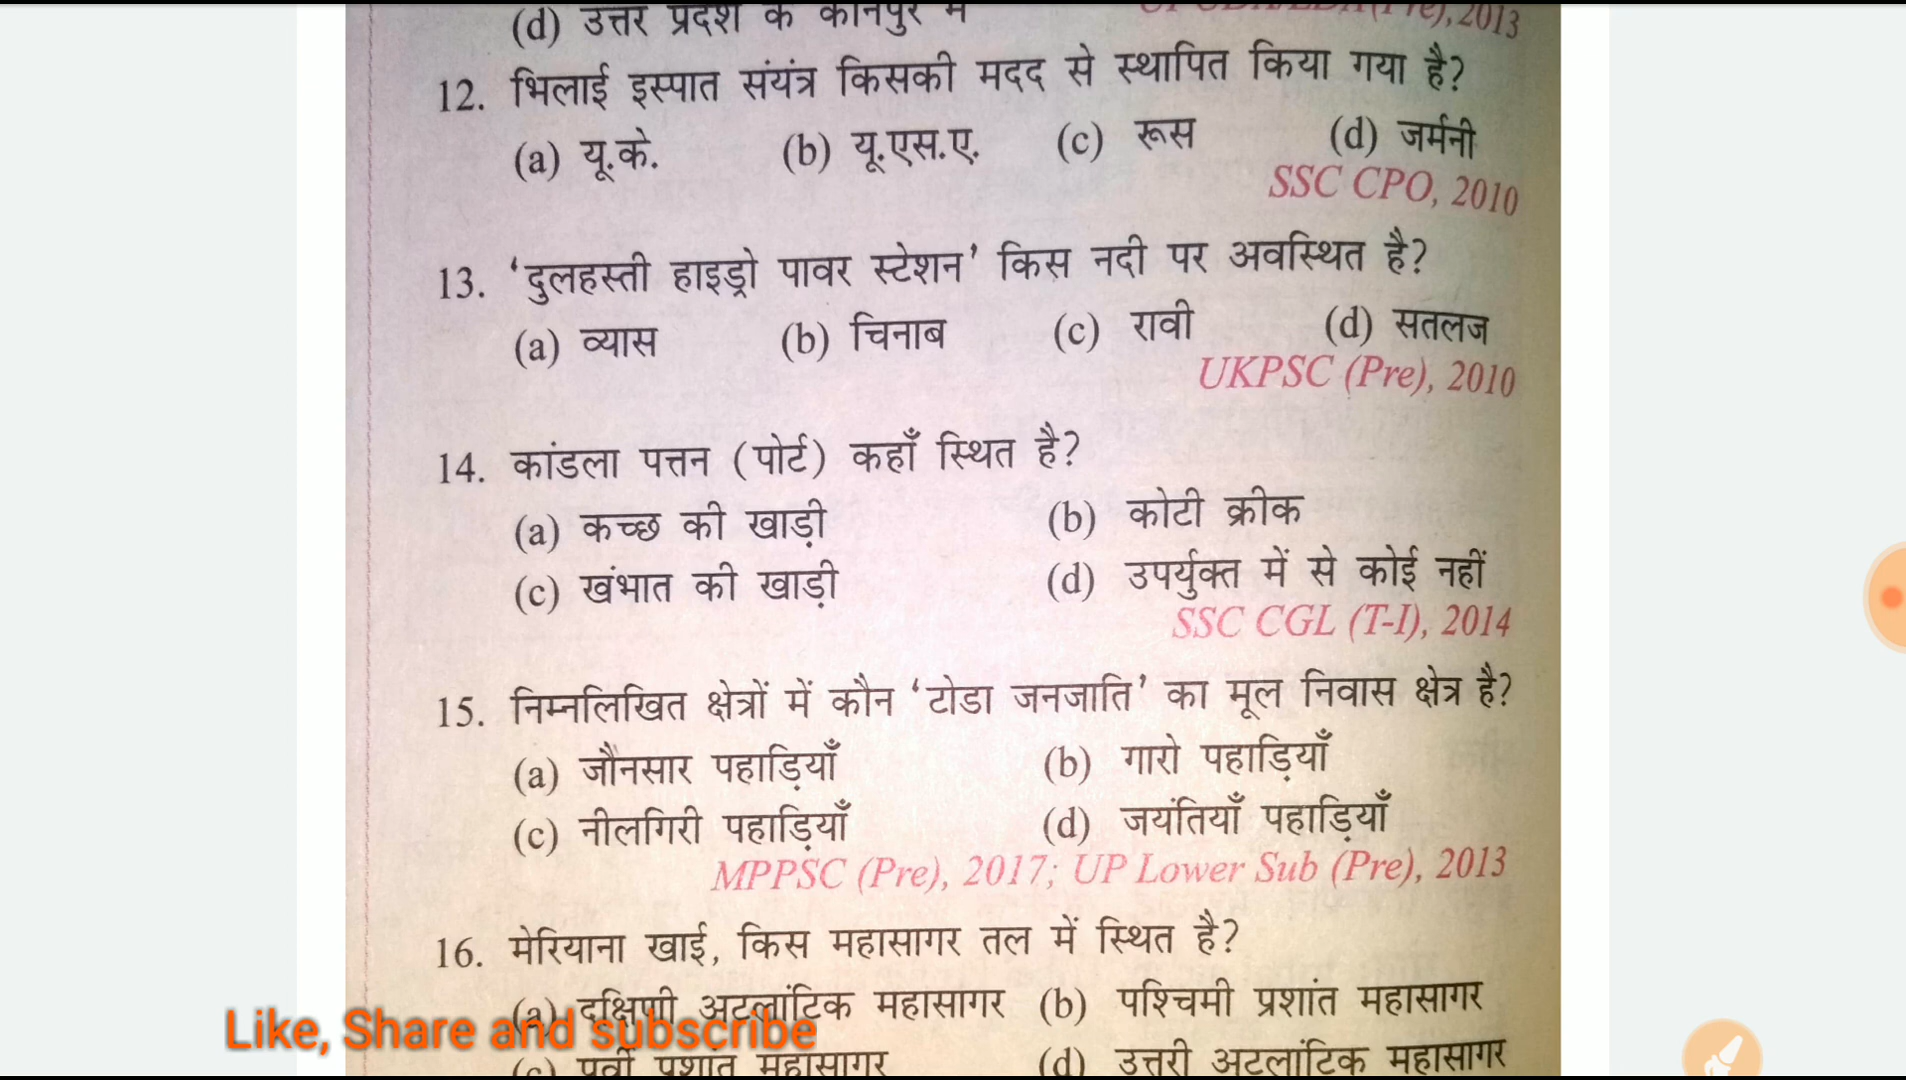 (d) उत्तर प्रदेश के कानपुर में
2013
12. भिलाई इस्पात संयंत्र किसकी मदद से स्थापित किया गया है?
(a) यू.के. (b) यू.एस.ए. (c) रूस (d) जर्मनी
SSC CPO, 2010
13. 'दुलहस्ती हाइड्रो पावर स्टेशन' किस नदी पर अवस्थित है?
(a) व्यास (b) चिनाब (c) रावी (d) सतलज
UKPSC (Pre), 2010
14. कांडला पत्तन (पोर्ट) कहाँ स्थित है?
(a) कच्छ की खाड़ी (b) कोटी क्रीक
(c) खंभात की खाड़ी (d) उपर्युक्त में से कोई नहीं
SSC CGL (T-I), 2014
15. निम्नलिखित क्षेत्रों में कौन 'टोडा जनजाति' का मूल निवास क्षेत्र है?
(a) जौनसार पहाड़ियाँ (b) गारो पहाड़ियाँ
(c) नीलगिरी पहाड़ियाँ (d) जयंतियाँ पहाड़ियाँ
MPPSC (Pre), 2017; UP Lower Sub (Pre), 2013
16. मेरियाना खाई, किस महासागर तल में स्थित है?
(a) दक्षिणी अटलांटिक महासागर (b) पश्चिमी प्रशांत महासागर
Like, Share and subscribe
(c) पूर्वी प्रशांत महासागर (d) उत्तरी अटलांटिक महासागर